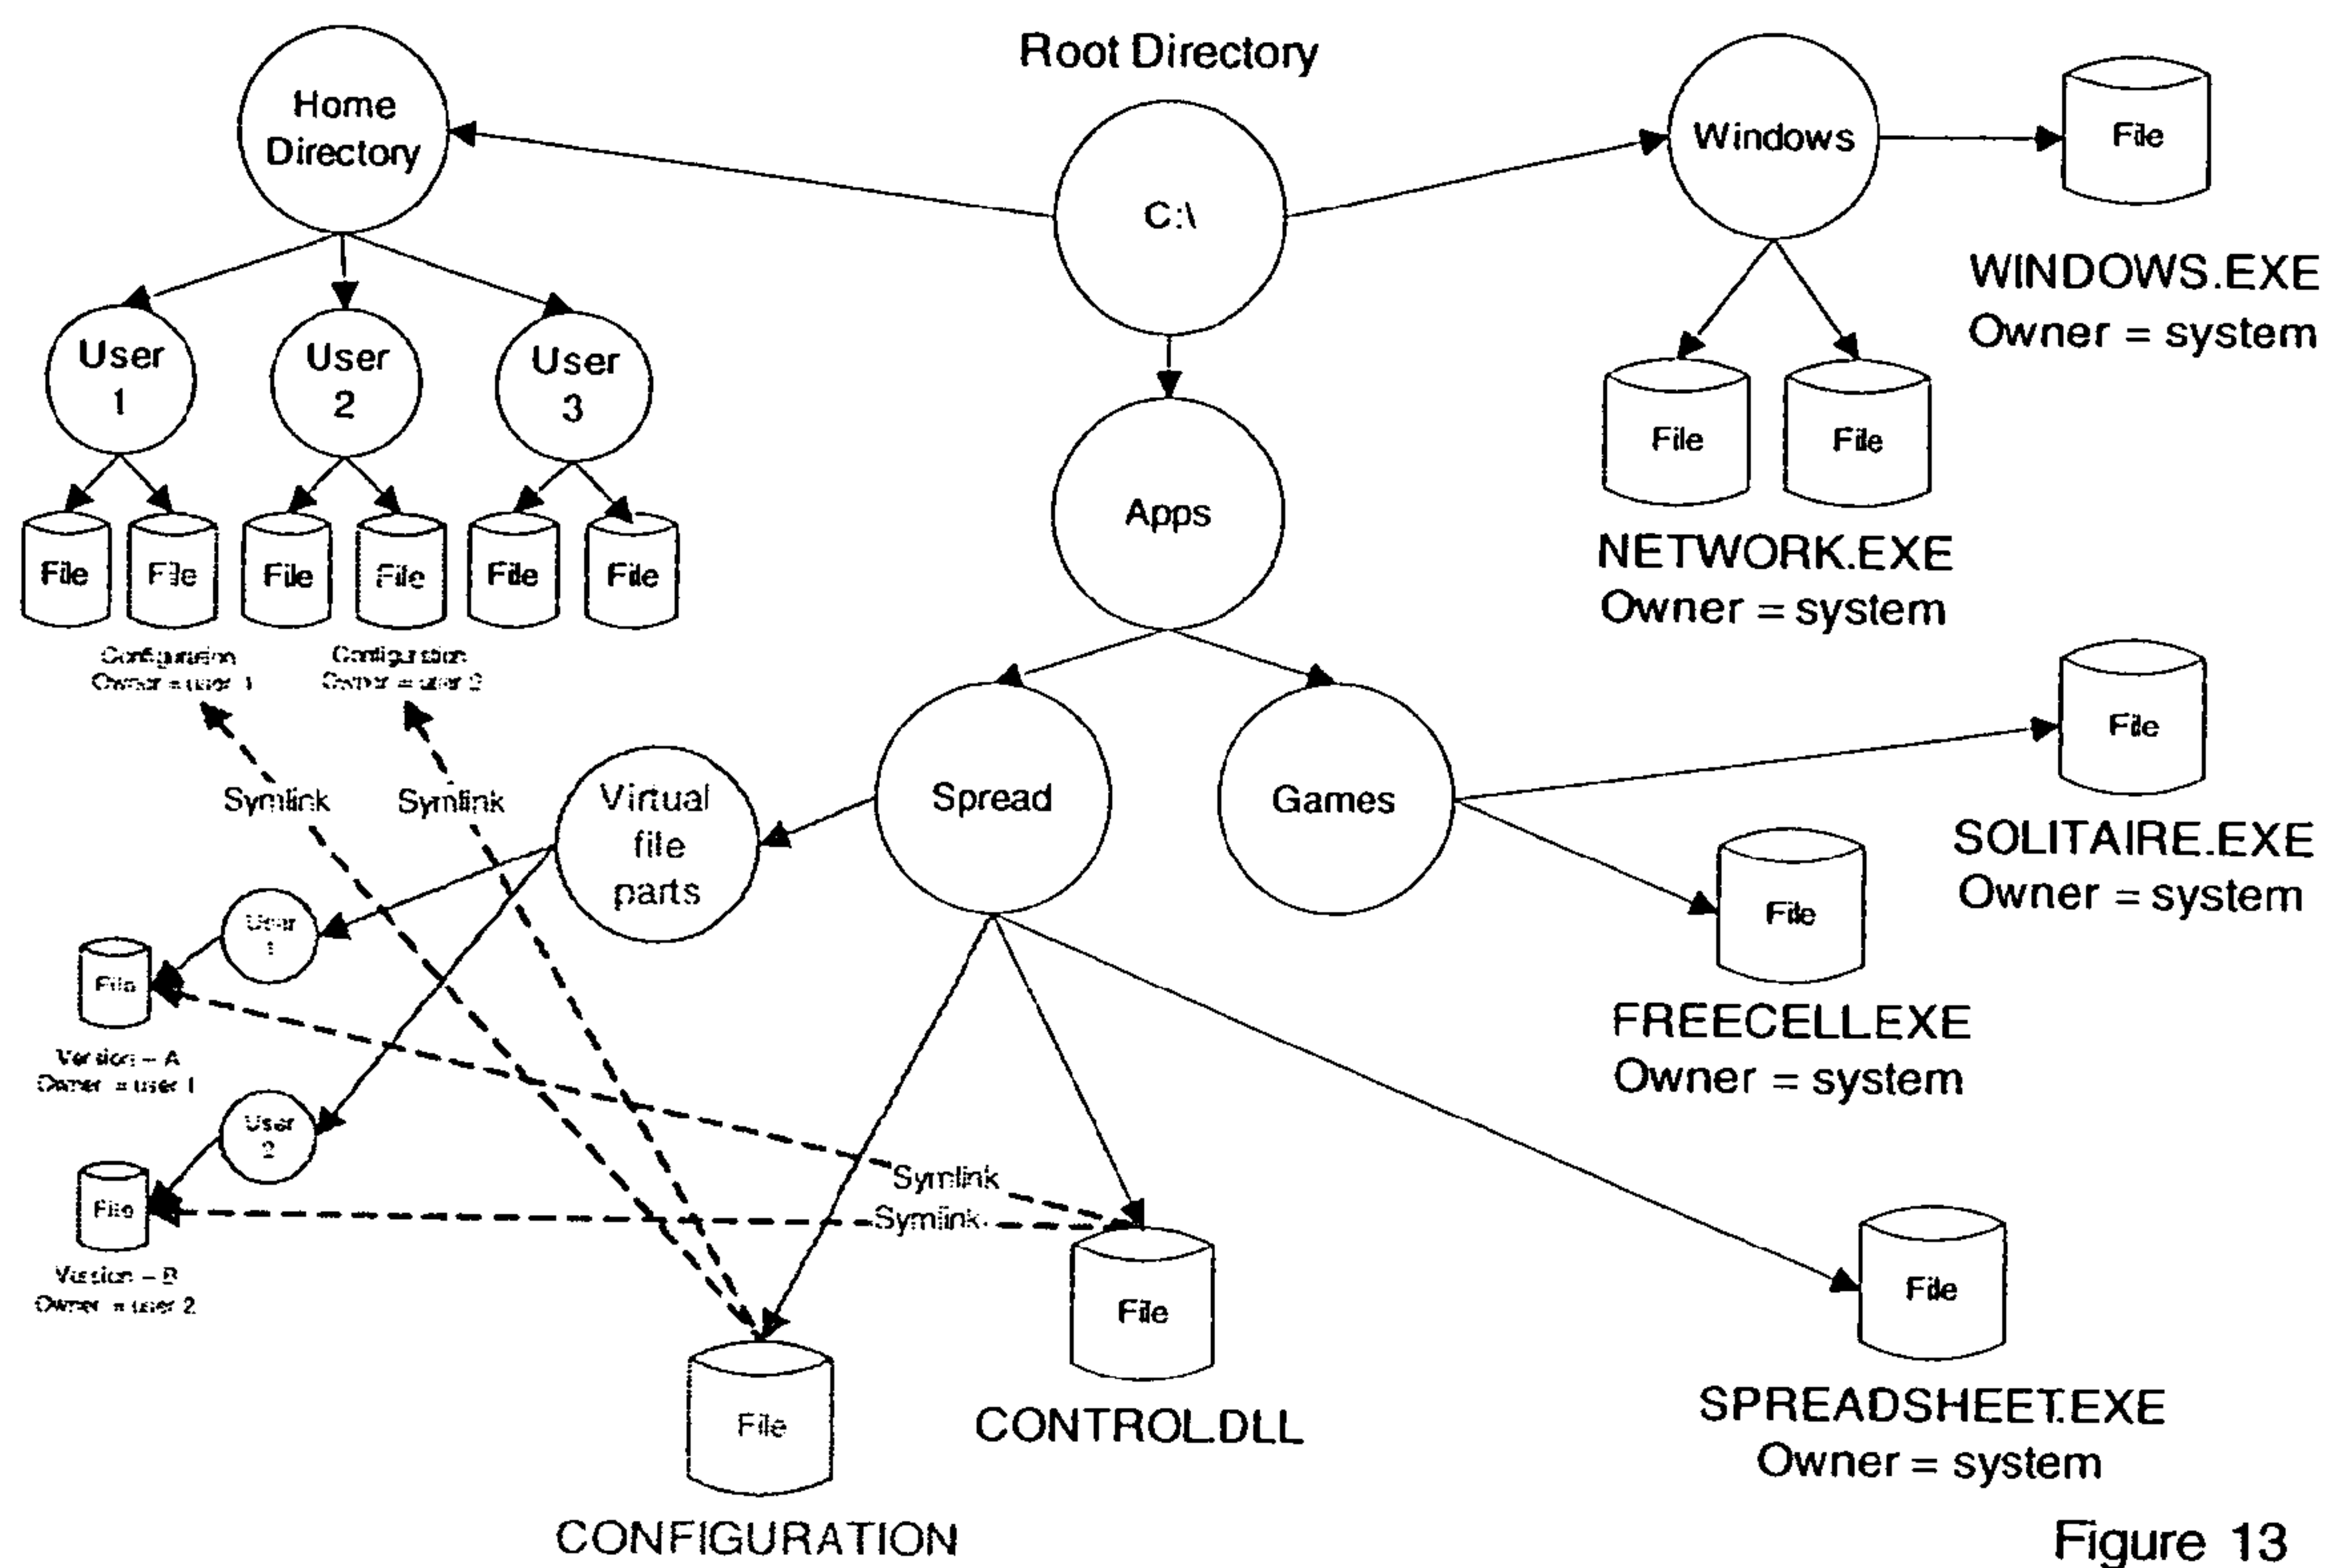 Root Directory
Home
Directory
C:\
Windows
File
WINDOWS.EXE
Owner = system
User
1
User
2
User
3
File
File
NETWORK.EXE
Owner = system
File
File
File
File
File
File
Configuration
Owner = user 1
Configuration
Owner = user 2
Apps
Symlink
Symlink
Virtual
file
parts
Spread
Games
File
SOLITAIRE.EXE
Owner = system
File
FREECELL.EXE
Owner = system
User
1
File
Version - A
Owner = user 1
User
2
File
Version - B
Owner = user 2
Symlink
Symlink
File
CONTROL.DLL
File
CONFIGURATION
File
SPREADSHEET.EXE
Owner = system
Figure 13